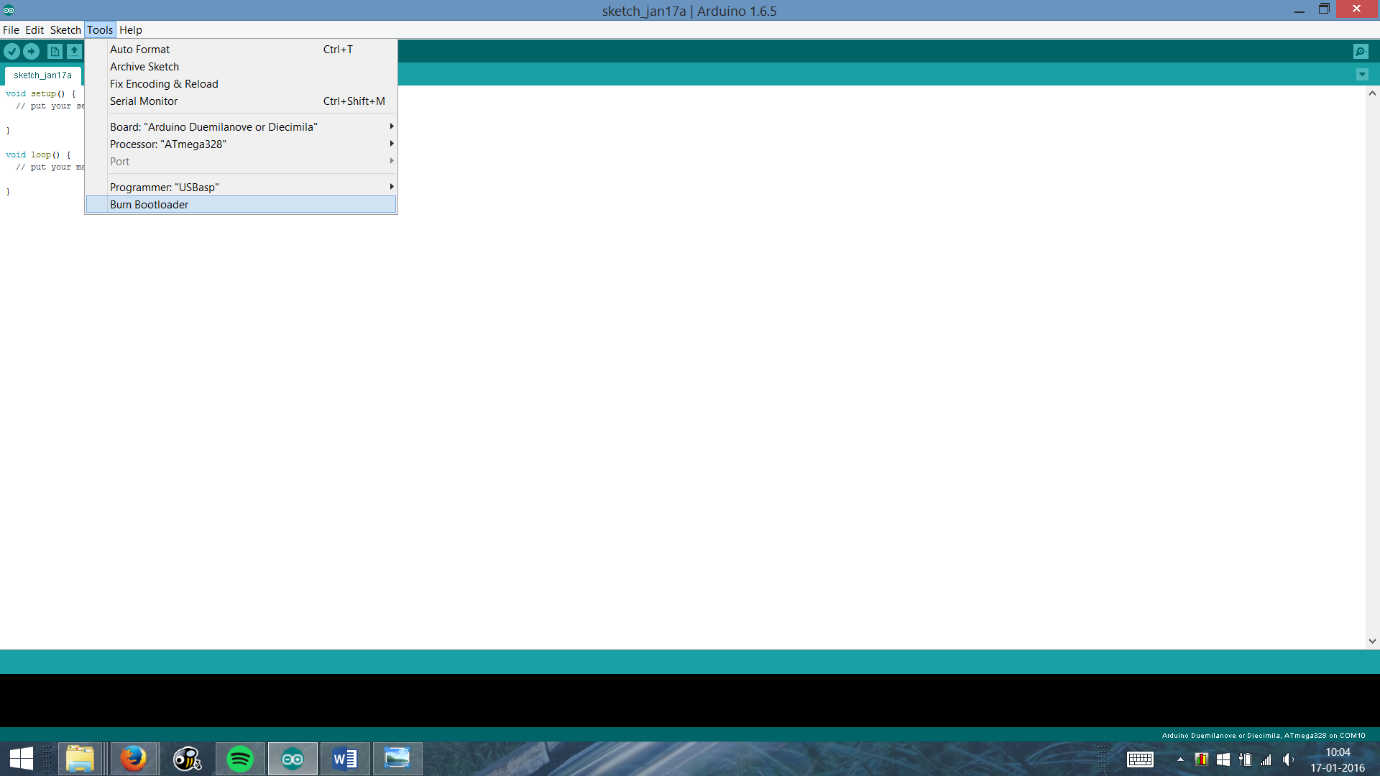 sketch_jan17a | Arduino 1.6.5
File Edit Sketch Tools Help
Auto Format Ctrl+T
Archive Sketch
Fix Encoding & Reload
Serial Monitor Ctrl+Shift+M
Board: "Arduino Duemilanove or Diecimila"
Processor: "ATmega328"
Port
Programmer: "USBasp"
Burn Bootloader
sketch_jan17a
void setup() {
// put your se
}
void loop() {
// put your ma
}
Arduino Duemilanove or Diecimila, ATmega328 on COM10
10:04
17-01-2016